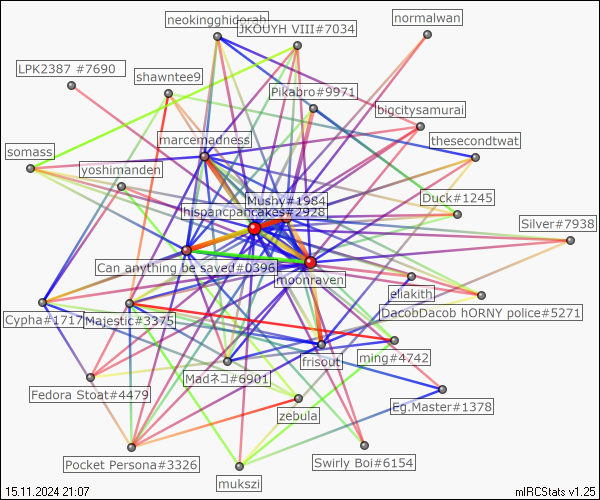 neokingghidorah
JKOUYH VIII#7034
normalwan
LPK2387 #7690
shawntee9
Pikabro#9971
bigcitysamurai
marcemadness
thesecondtwat
somass
yoshimanden
Mushy#1984
Duck#1245
hispancpancakes#2928
Silver#7938
Can anything be saved#0396
moonraven
eliakith
DacobDacob hORNY police#5271
Cypha#1717
Majestic#3375
frisout
ming#4742
Madネコ#6901
Fedora Stoat#4479
Eg.Master#1378
zebula
Pocket Persona#3326
Swirly Boi#6154
mukszi
15.11.2024 21:07
mIRCStats v1.25